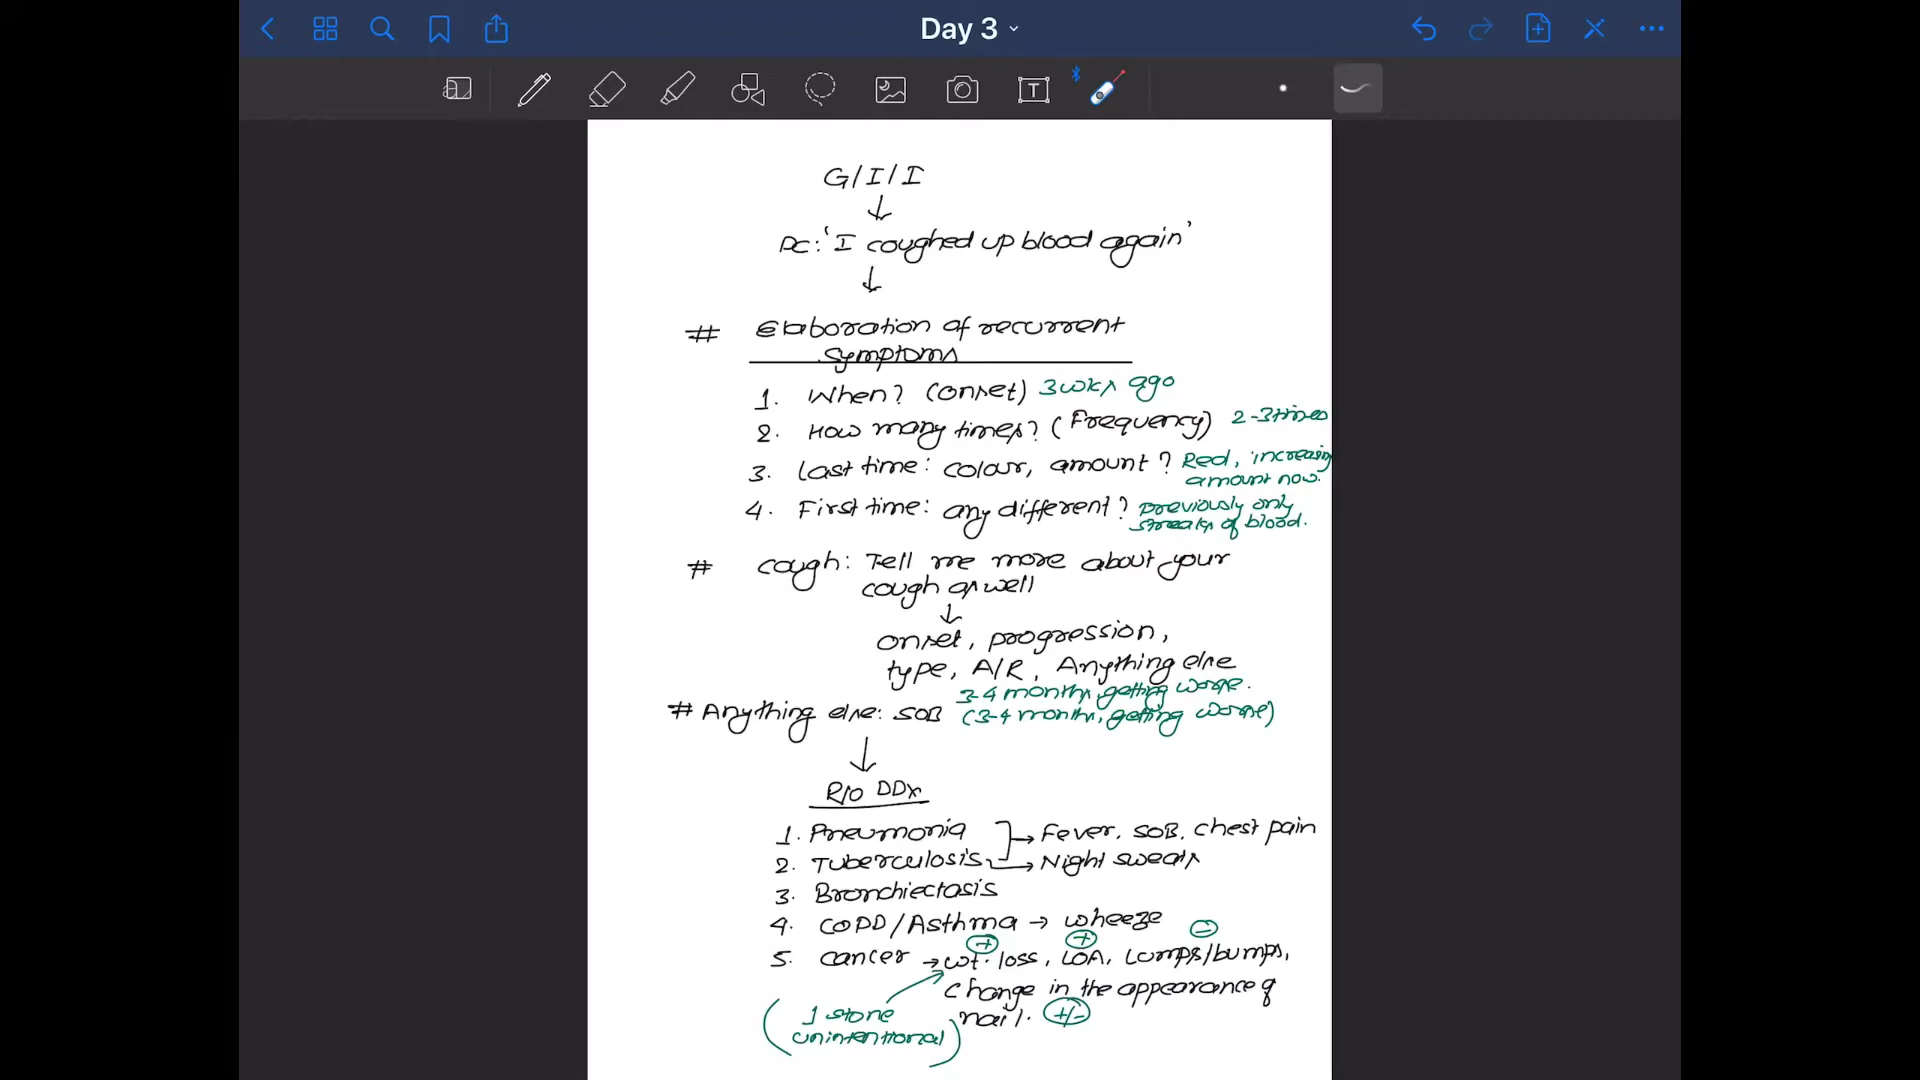 Day 3
T
G/I/I
PC: 'I coughed up blood again'
# Elaboration of recurrent
symptoms
1. When? (onset) 3 wks ago
2. How many times? (Frequency) 2-3 times
3. Last time: colour, amount? Red, increasing
amount now.
4. First time: any different? previously only
streaks of blood.
# cough: Tell me more about your
cough as well
onset, progression,
type, A/R, Anything else
3-4 months, getting worse.
# Anything else: SOB (3-4 months, getting worse)
R/o DDx
1. Pneumonia → Fever, SOB, chest pain
2. Tuberculosis → Night sweats
3. Bronchiectasis
4. COPD/Asthma → wheeze
+ + -
5. cancer → wt. loss, LOA, Lumps/bumps,
change in the appearance of
nail. +/-
(1 stone
unintentional)